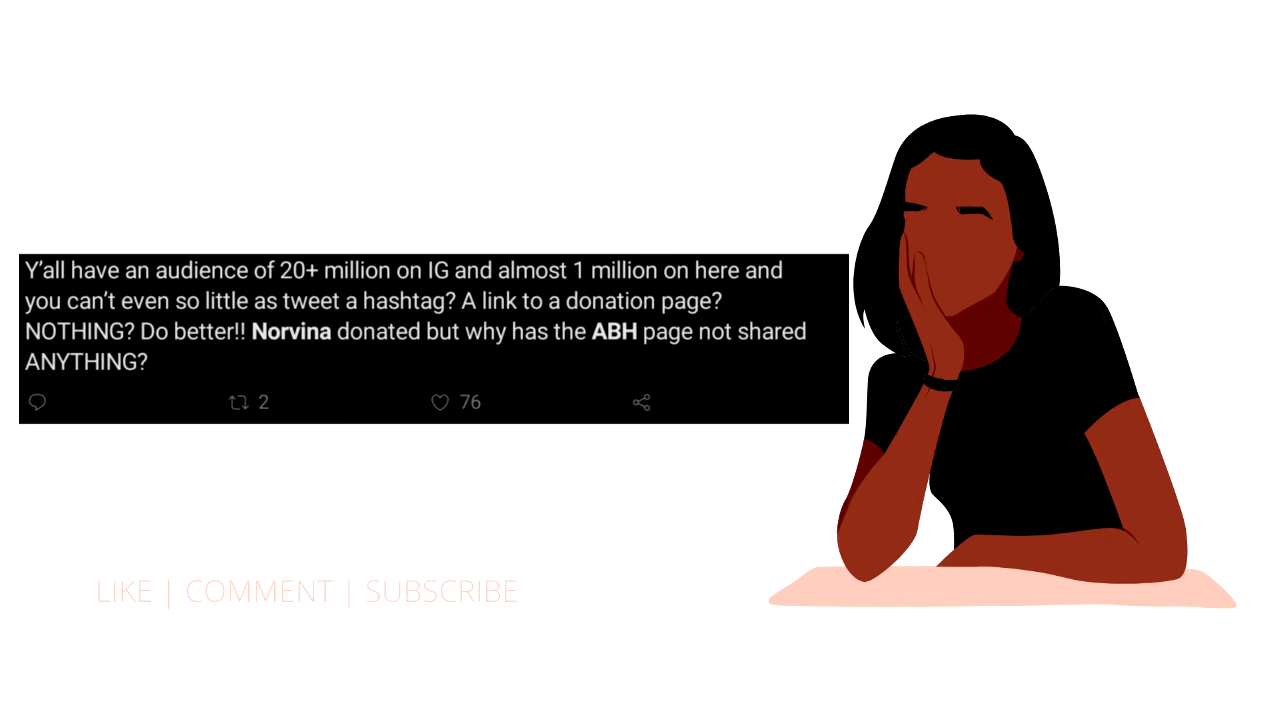 Y'all have an audience of 20+ million on IG and almost 1 million on here and
you can't even so little as tweet a hashtag? A link to a donation page?
NOTHING? Do better!! Norvina donated but why has the ABH page not shared
ANYTHING?
2 76
LIKE | COMMENT | SUBSCRIBE